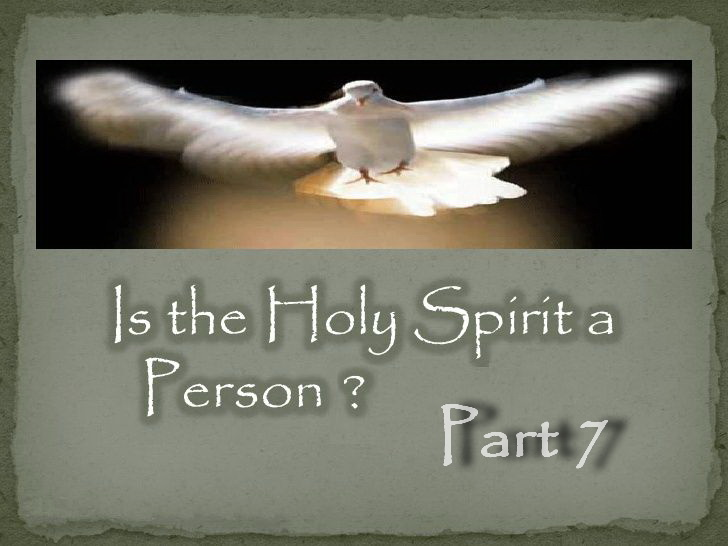 Is the Holy Spirit a
Person ?
Part 7